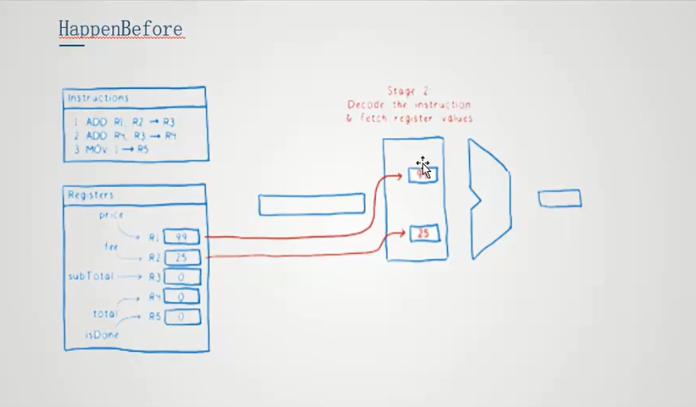 HappenBefore
Instructions
1 ADD R1, R2 → R3
2 ADD R4, R3 → R4
3 MOV 1 → R5
Stage 2
Decode the instruction
& fetch register values
Registers
price
R1 99
fee
R2 25
25
subTotal → R3 0
R4 0
total
R5 0
isDone